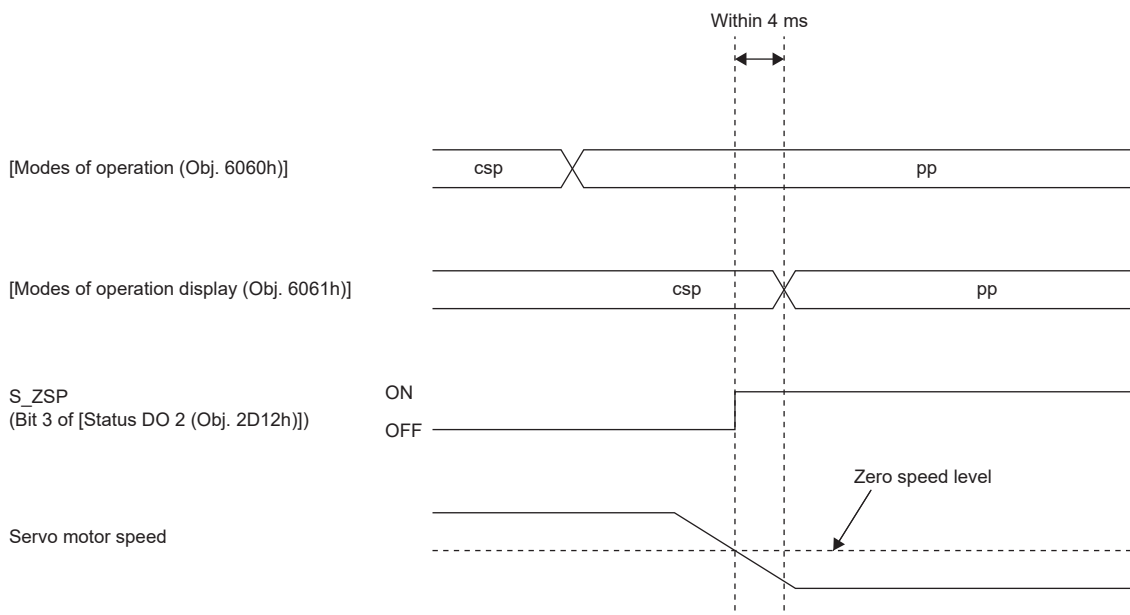 Within 4 ms
[Modes of operation (Obj. 6060h)]
csp
pp
[Modes of operation display (Obj. 6061h)]
csp
pp
S_ZSP
(Bit 3 of [Status DO 2 (Obj. 2D12h)])
ON
OFF
Zero speed level
Servo motor speed